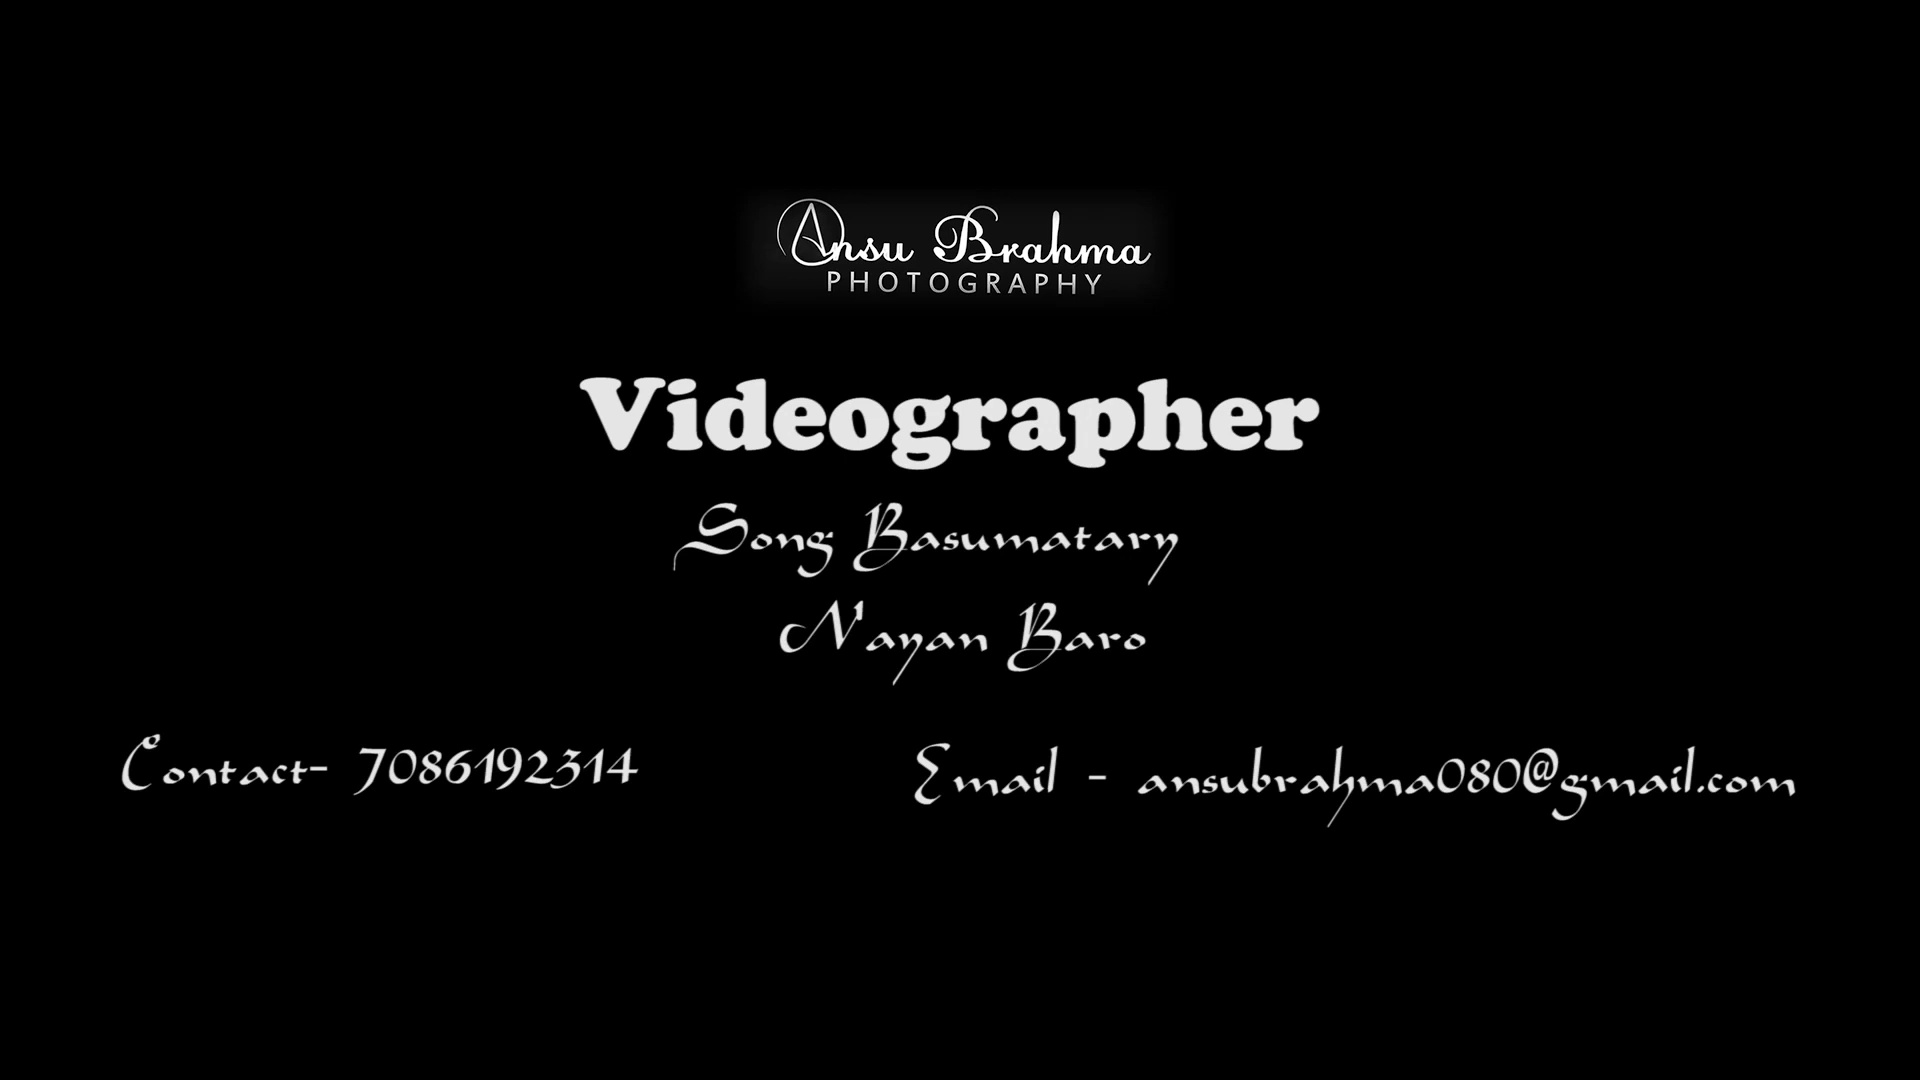 Ansu Brahma
PHOTOGRAPHY
Videographer
Song Basumatary
Nayan Baro
Contact- 7086192314
Email - ansubrahma080@gmail.com